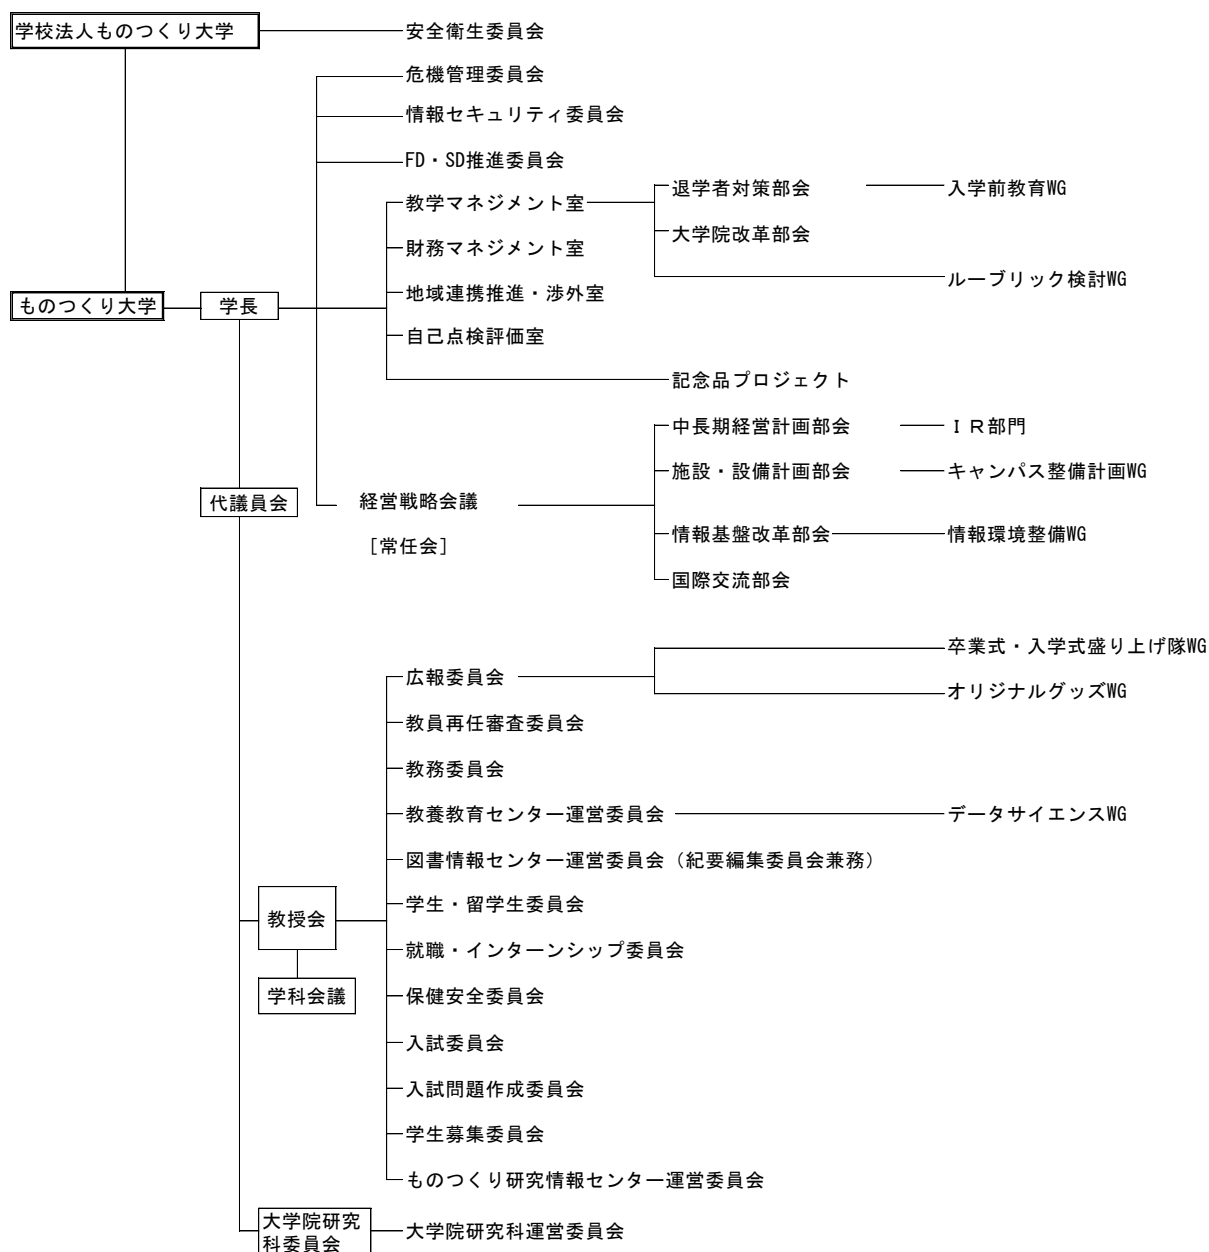 学校法人ものつくり大学
安全衛生委員会
危機管理委員会
情報セキュリティ委員会
FD・SD推進委員会
教学マネジメント室
退学者対策部会
入学前教育WG
大学院改革部会
財務マネジメント室
ルーブリック検討WG
地域連携推進・渉外室
ものつくり大学
学長
自己点検評価室
記念品プロジェクト
中長期経営計画部会
ＩＲ部門
施設・設備計画部会
キャンパス整備計画WG
代議員会
経営戦略会議
[常任会]
情報基盤改革部会
情報環境整備WG
国際交流部会
卒業式・入学式盛り上げ隊WG
広報委員会
オリジナルグッズWG
教員再任審査委員会
教務委員会
教養教育センター運営委員会
データサイエンスWG
図書情報センター運営委員会（紀要編集委員会兼務）
学生・留学生委員会
教授会
就職・インターンシップ委員会
学科会議
保健安全委員会
入試委員会
入試問題作成委員会
学生募集委員会
ものつくり研究情報センター運営委員会
大学院研究
科委員会
大学院研究科運営委員会